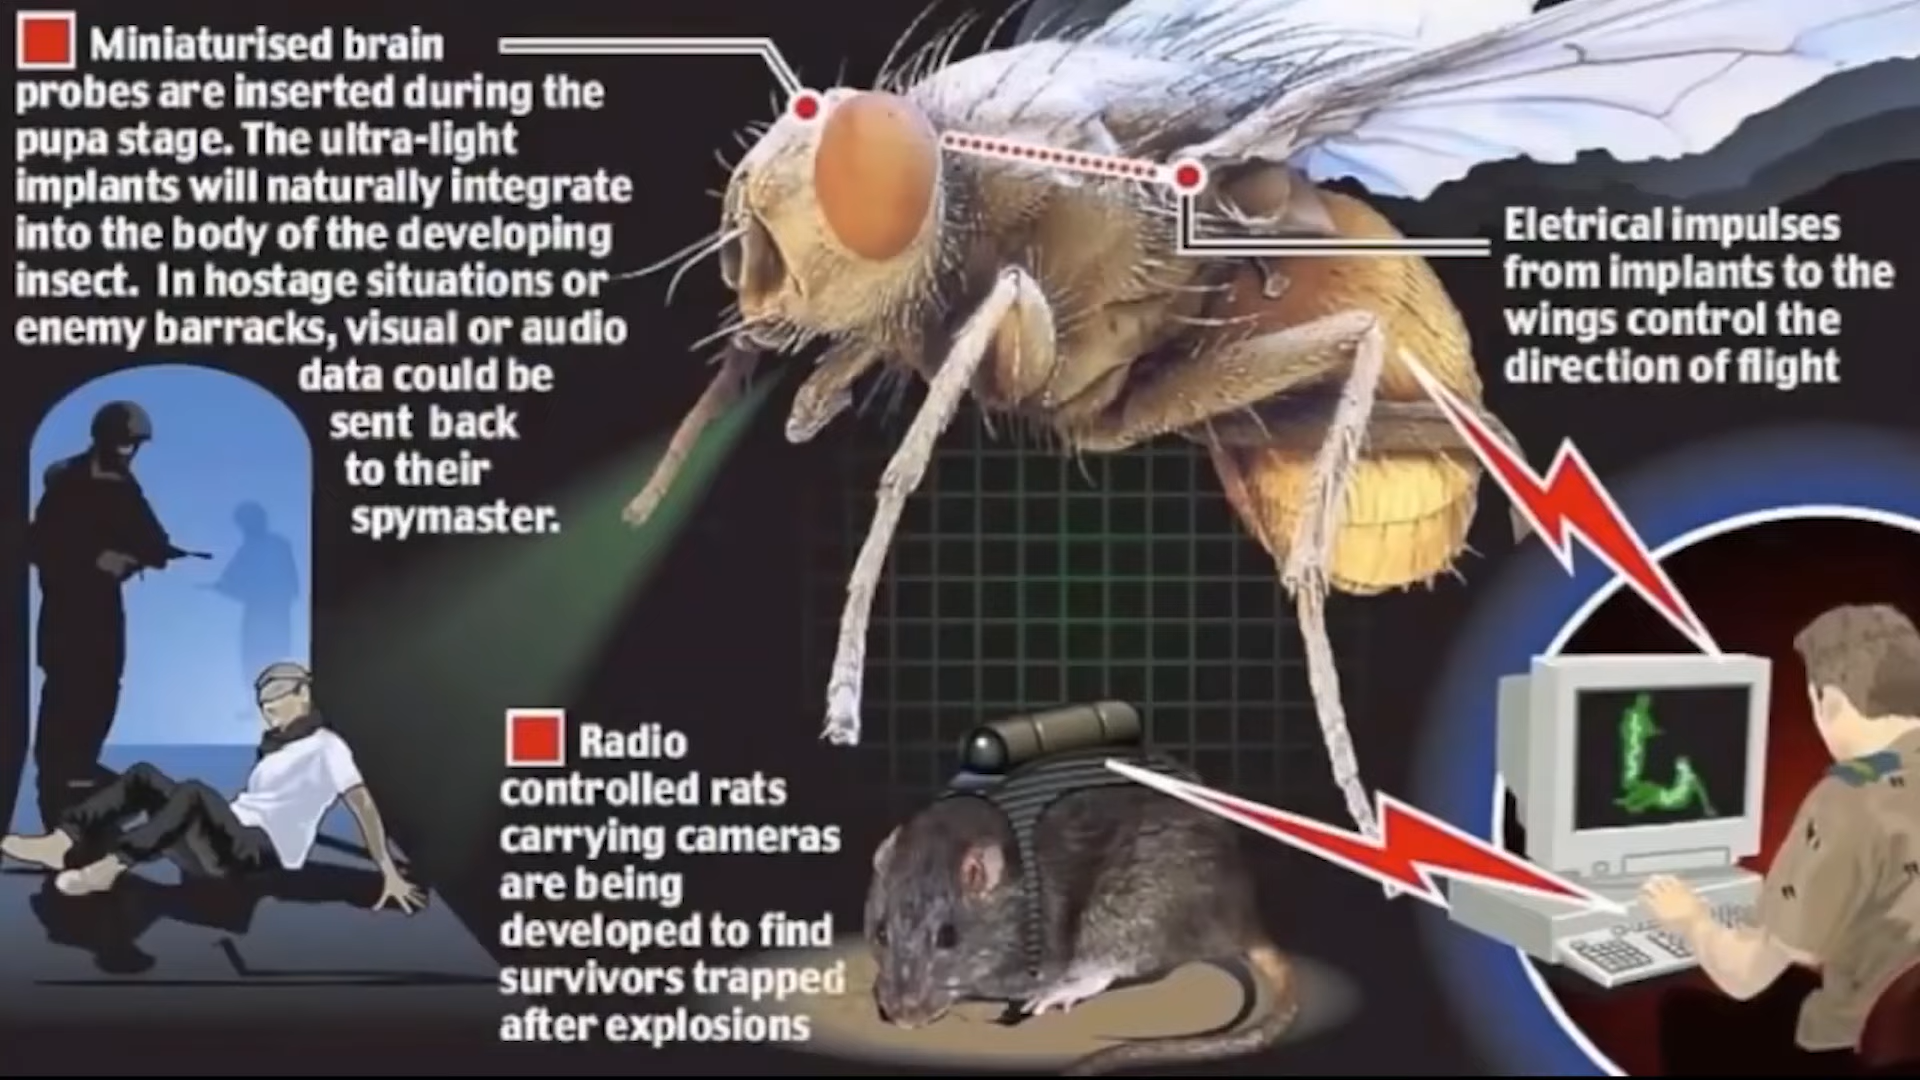 Miniaturised brain
probes are inserted during the
pupa stage. The ultra-light
implants will naturally integrate
into the body of the developing
insect. In hostage situations or
enemy barracks, visual or audio
data could be
sent back
to their
spymaster.
Eletrical impulses
from implants to the
wings control the
direction of flight
Radio
controlled rats
carrying cameras
are being
developed to find
survivors trapped
after explosions